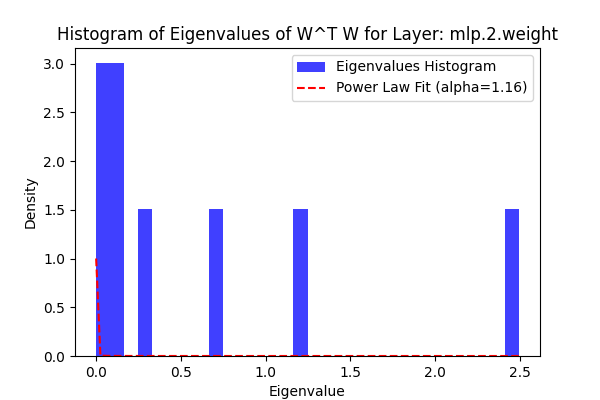 Histogram of Eigenvalues of W^T W for Layer: mlp.2.weight
Eigenvalues Histogram
Power Law Fit (alpha=1.16)
3.0
2.5
2.0
1.5
1.0
0.5
0.0
Density
0.0 0.5 1.0 1.5 2.0 2.5
Eigenvalue